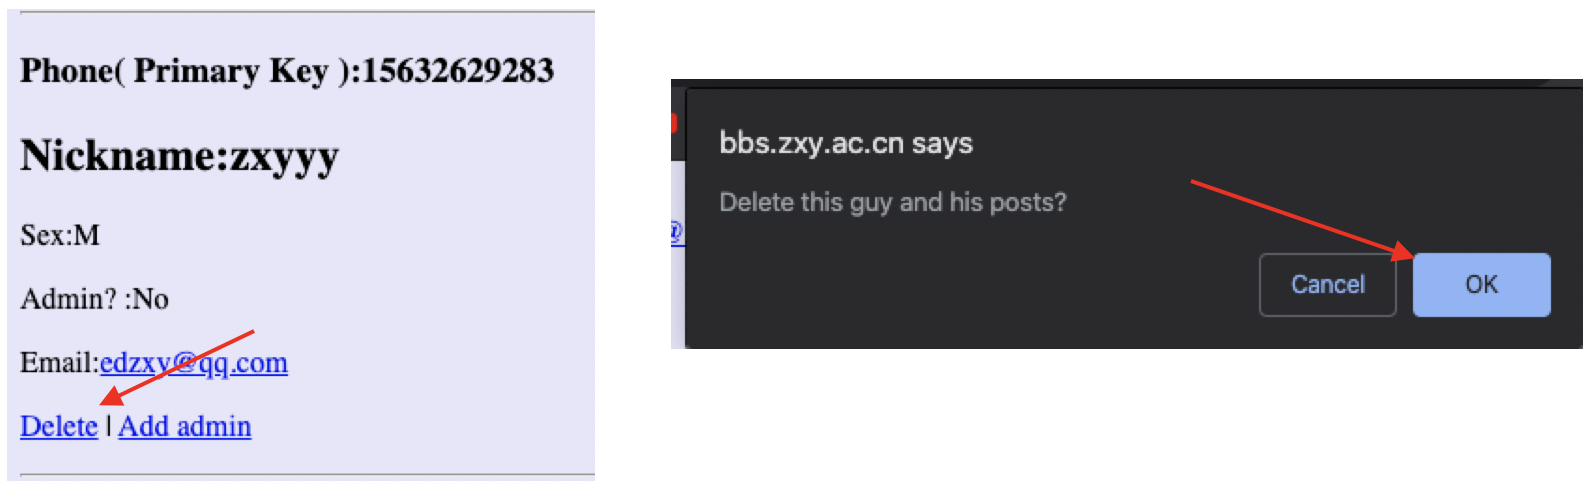 Phone( Primary Key ):15632629283
Nickname:zxyyy
Sex:M
Admin? :No
Email:edzxy@qq.com
Delete | Add admin
bbs.zxy.ac.cn says
Delete this guy and his posts?
Cancel
OK
@